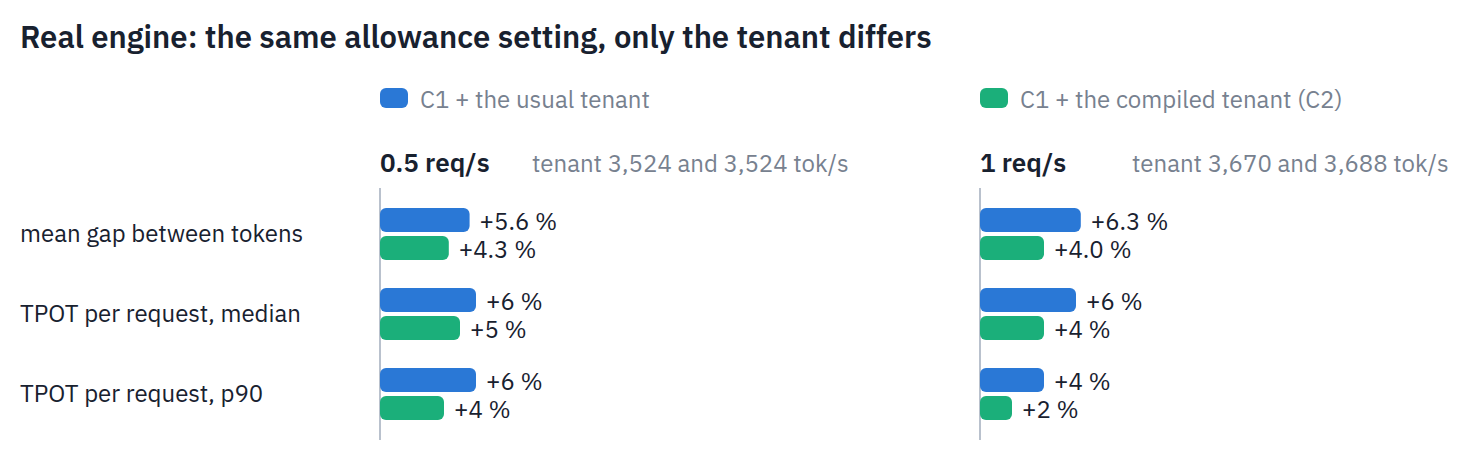 Real engine: the same allowance setting, only the tenant differs
C1 + the usual tenant
C1 + the compiled tenant (C2)
0.5 req/s tenant 3,524 and 3,524 tok/s
1 req/s tenant 3,670 and 3,688 tok/s
mean gap between tokens
+5.6 %
+4.3 %
+6.3 %
+4.0 %
TPOT per request, median
+6 %
+5 %
+6 %
+4 %
TPOT per request, p90
+6 %
+4 %
+4 %
+2 %